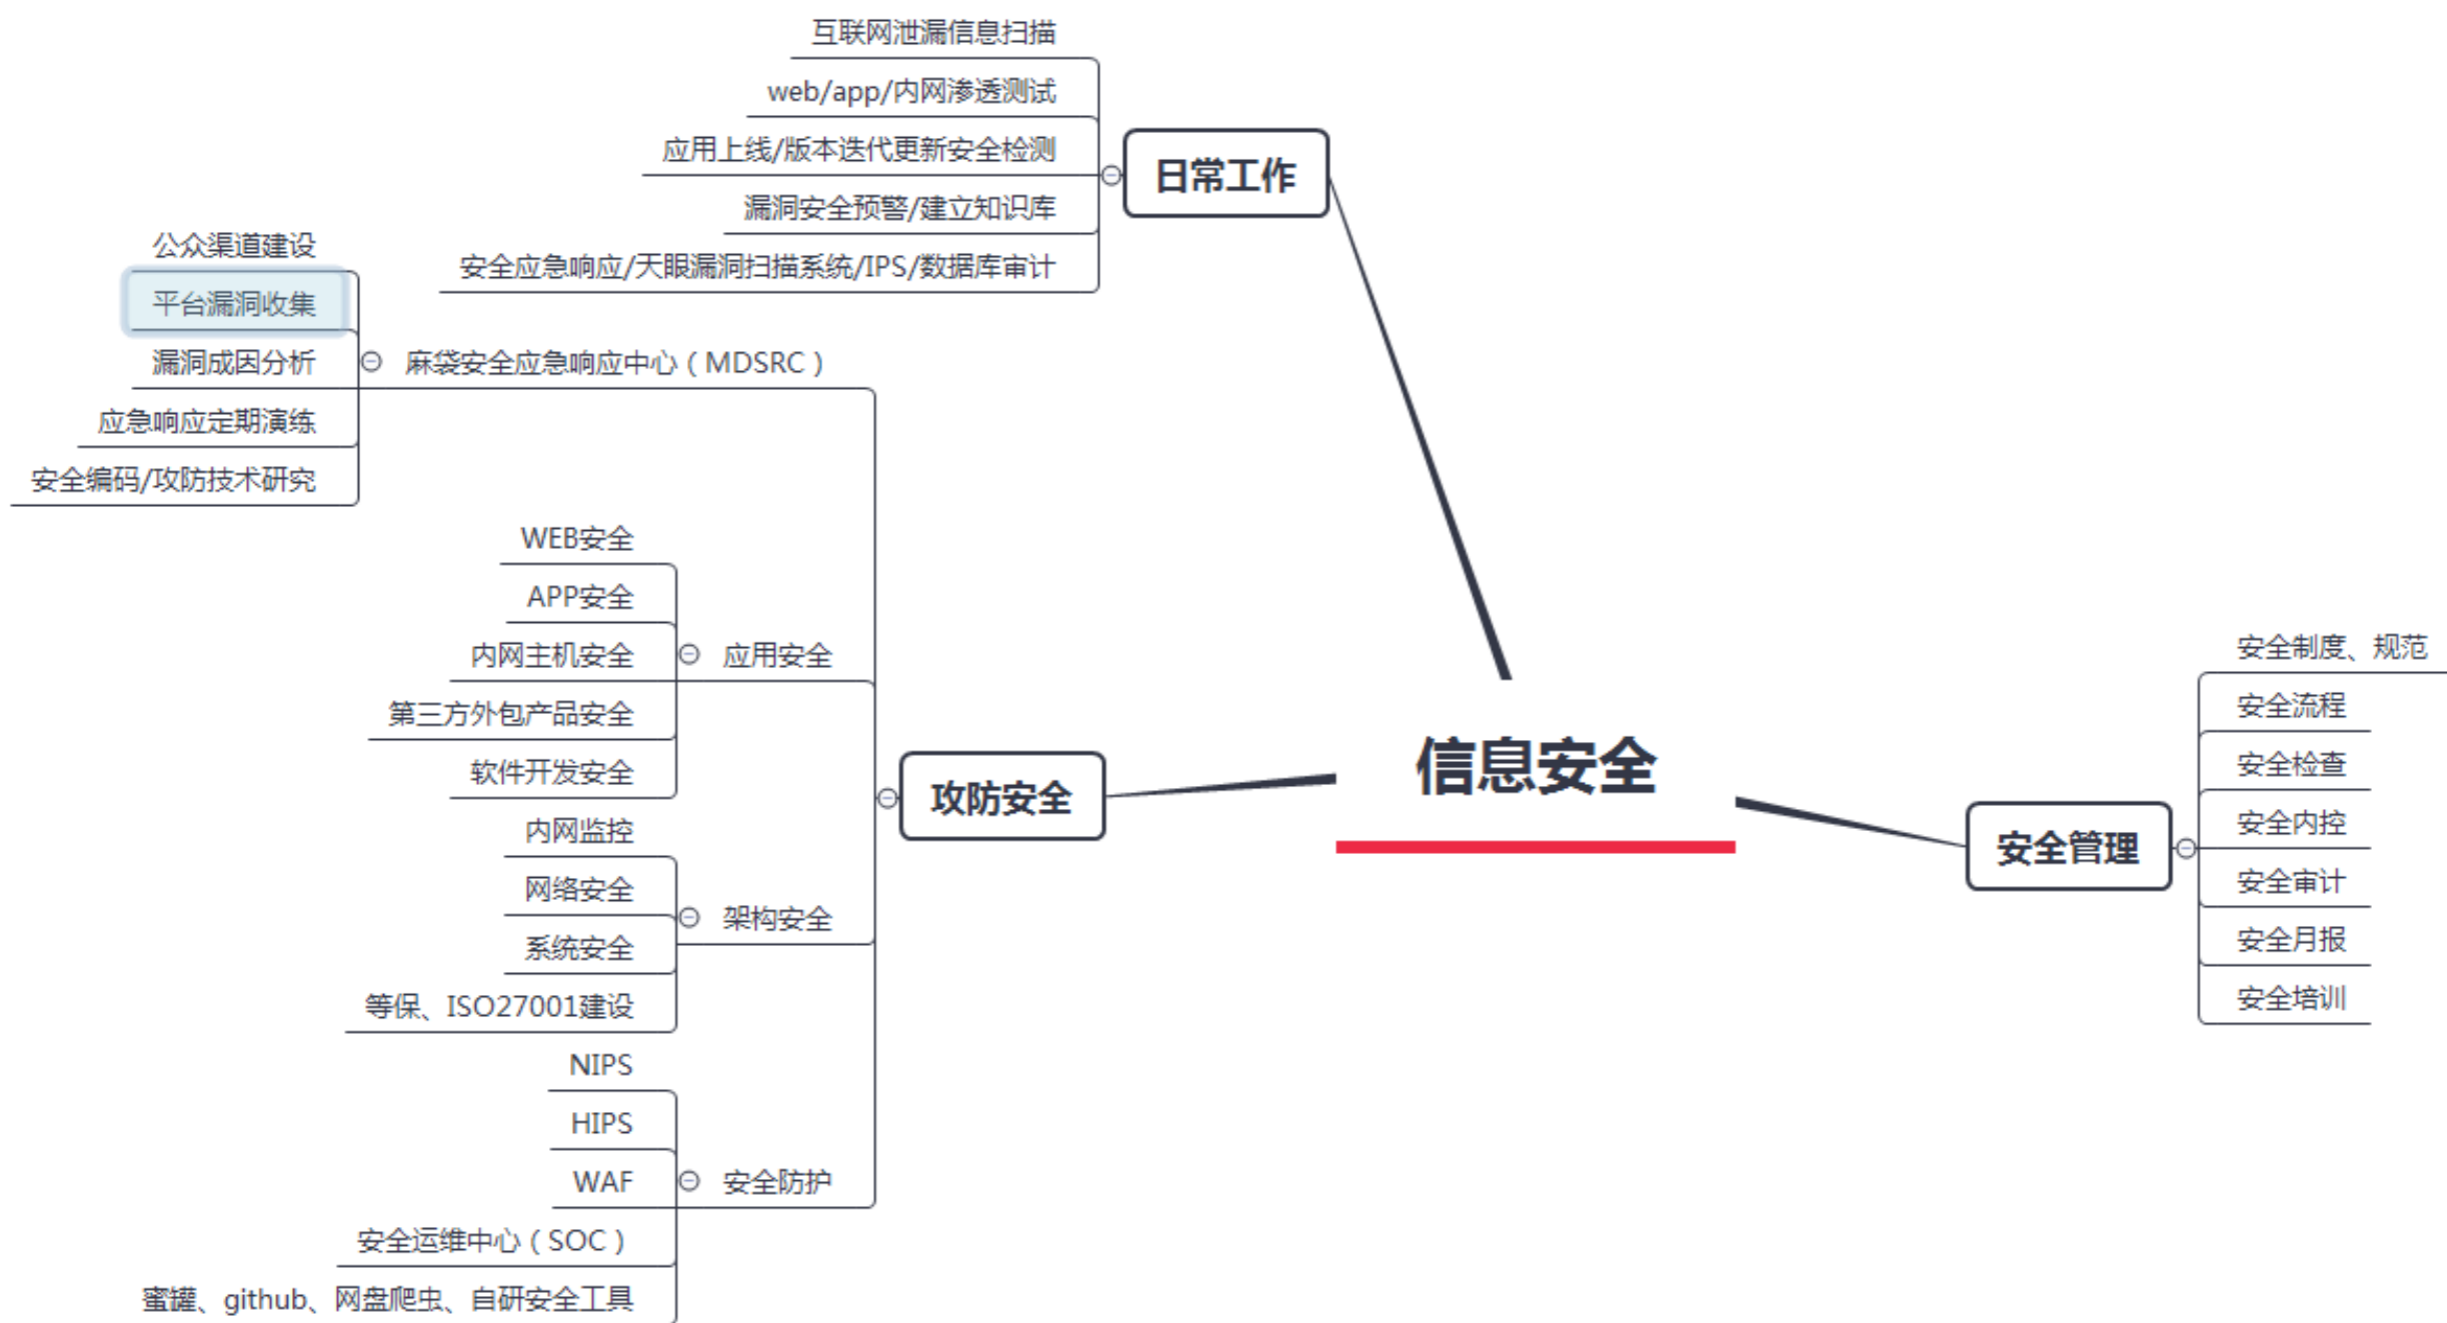 互联网泄漏信息扫描
web/app/内网渗透测试
应用上线/版本迭代更新安全检测
漏洞安全预警/建立知识库
安全应急响应/天眼漏洞扫描系统/IPS/数据库审计
日常工作
公众渠道建设
平台漏洞收集
漏洞成因分析
应急响应定期演练
安全编码/攻防技术研究
麻袋安全应急响应中心（MDSRC）
WEB安全
APP安全
内网主机安全
第三方外包产品安全
软件开发安全
应用安全
内网监控
网络安全
系统安全
等保、ISO27001建设
架构安全
NIPS
HIPS
WAF
安全运维中心（SOC）
蜜罐、github、网盘爬虫、自研安全工具
安全防护
攻防安全
信息安全
安全管理
安全制度、规范
安全流程
安全检查
安全内控
安全审计
安全月报
安全培训